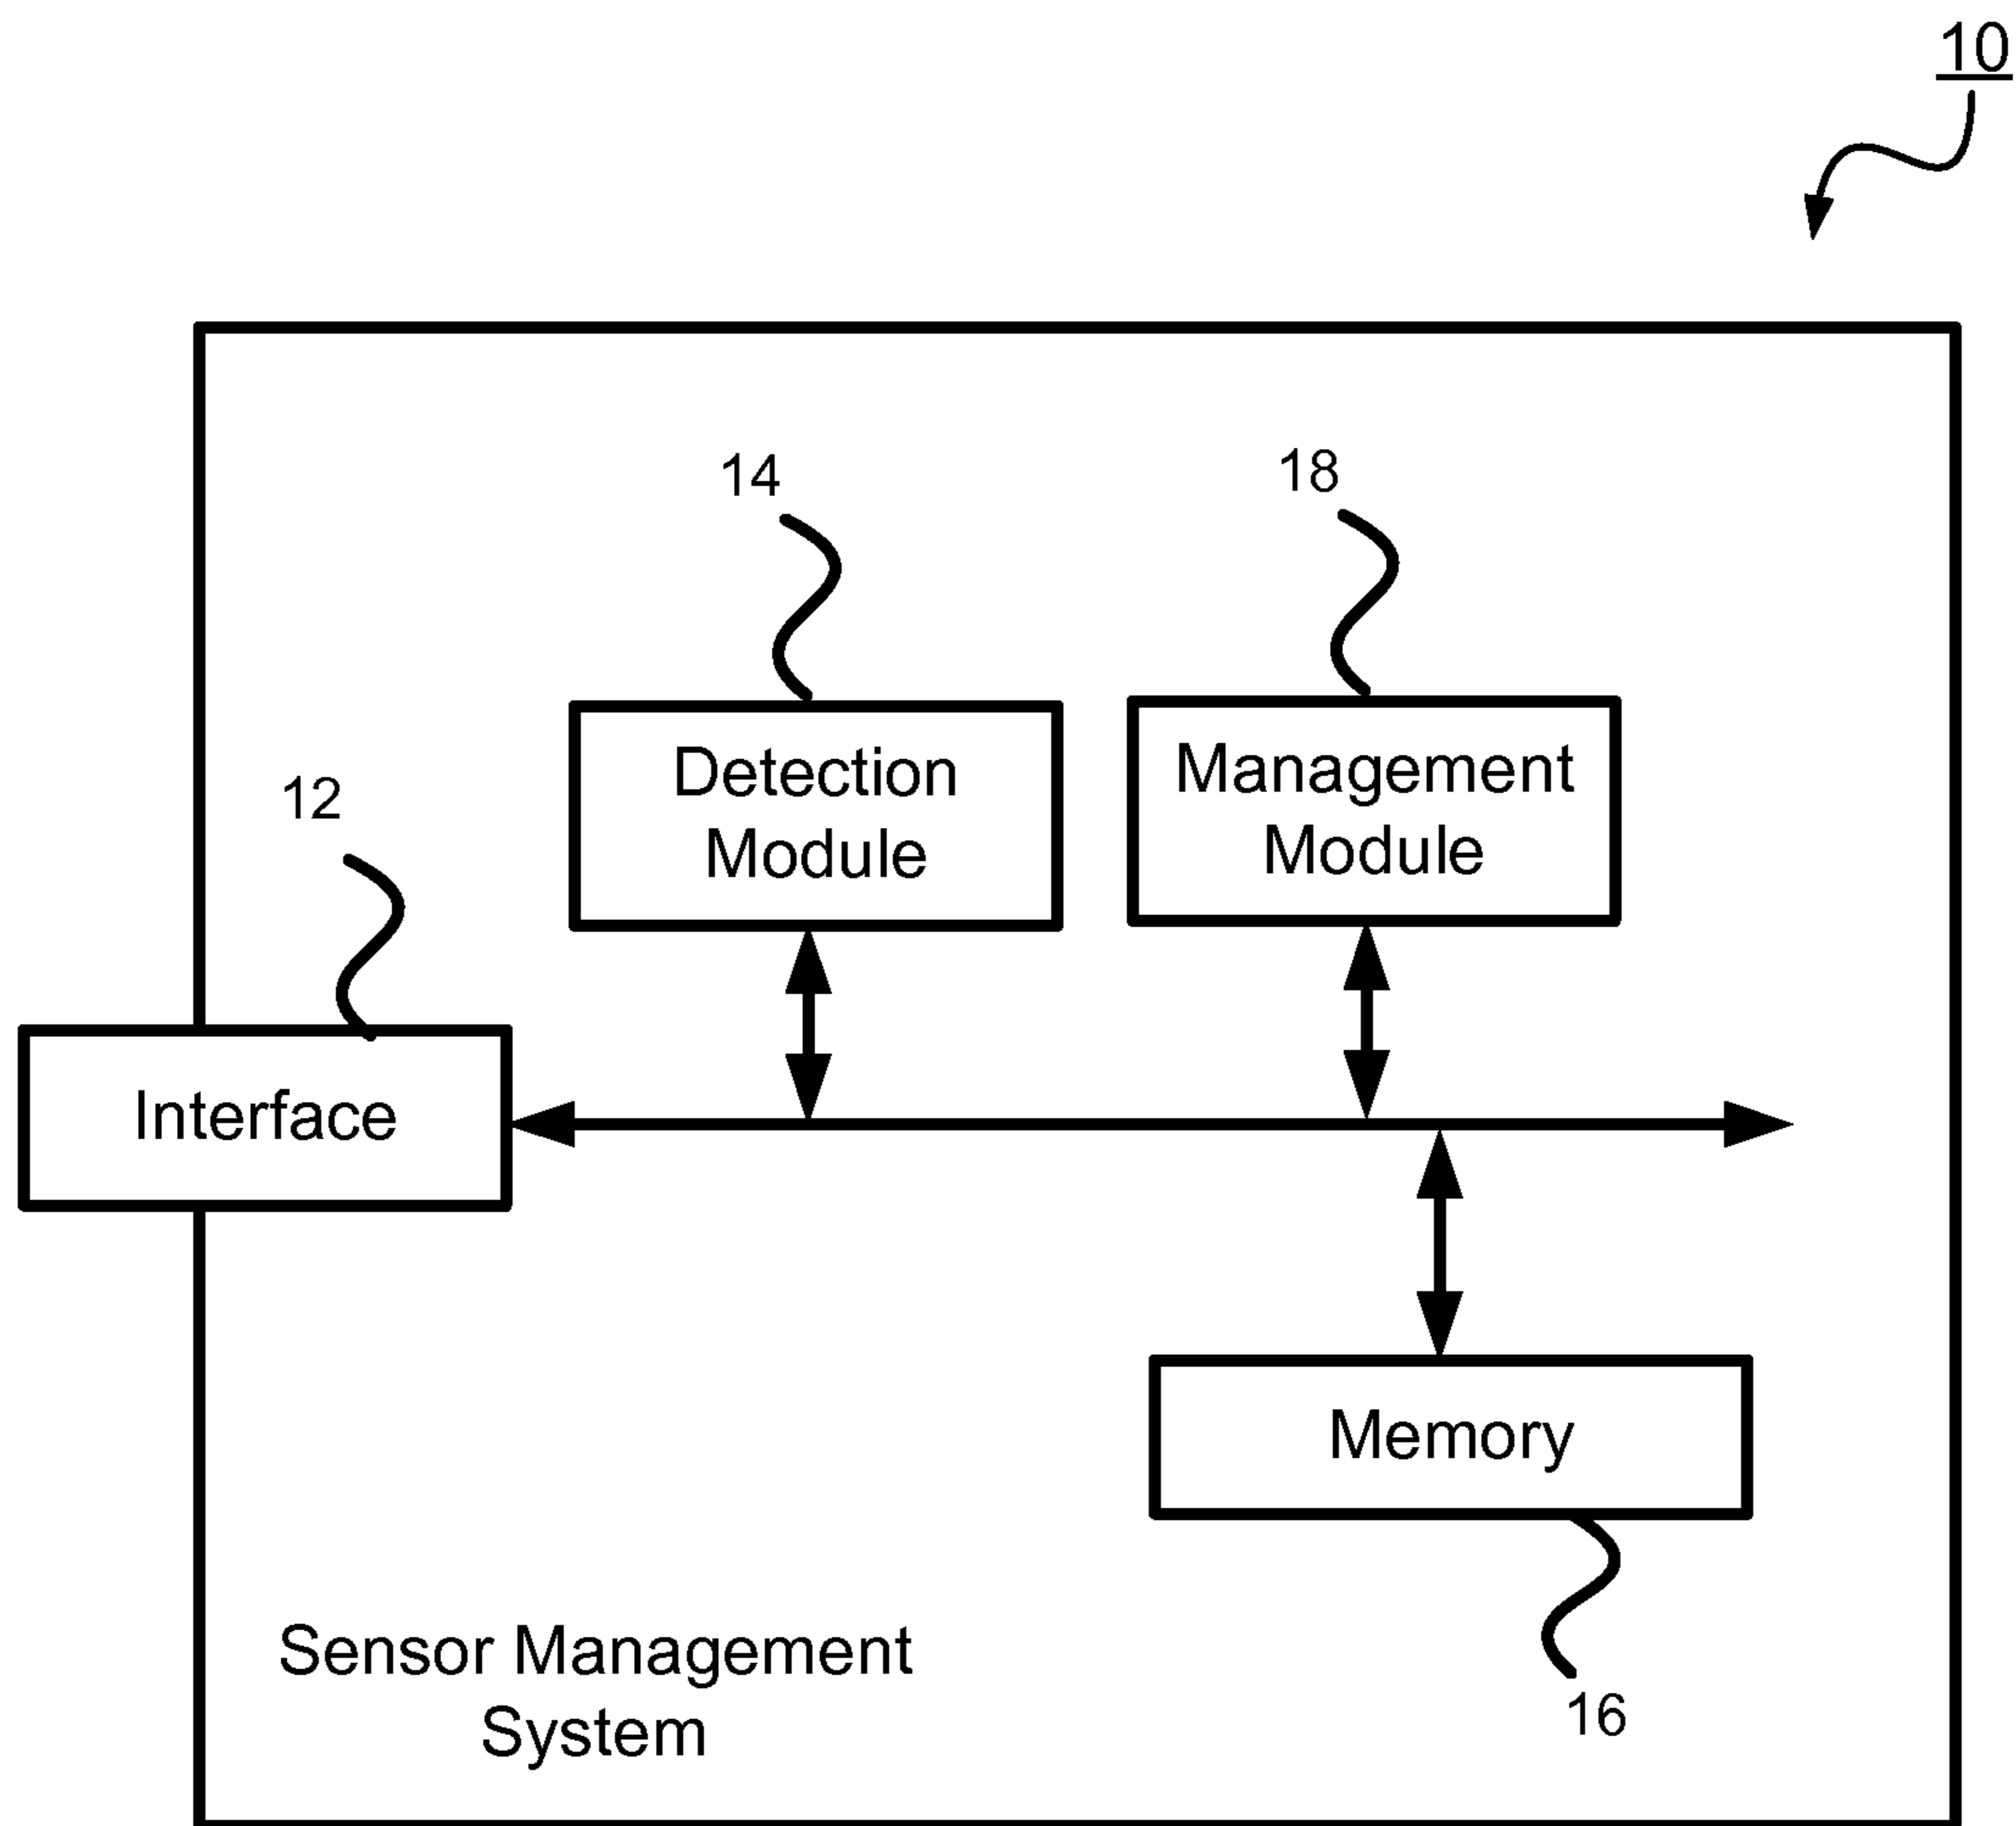 10
14
18
Detection
Module
Management
Module
12
Interface
Memory
Sensor Management
System
16